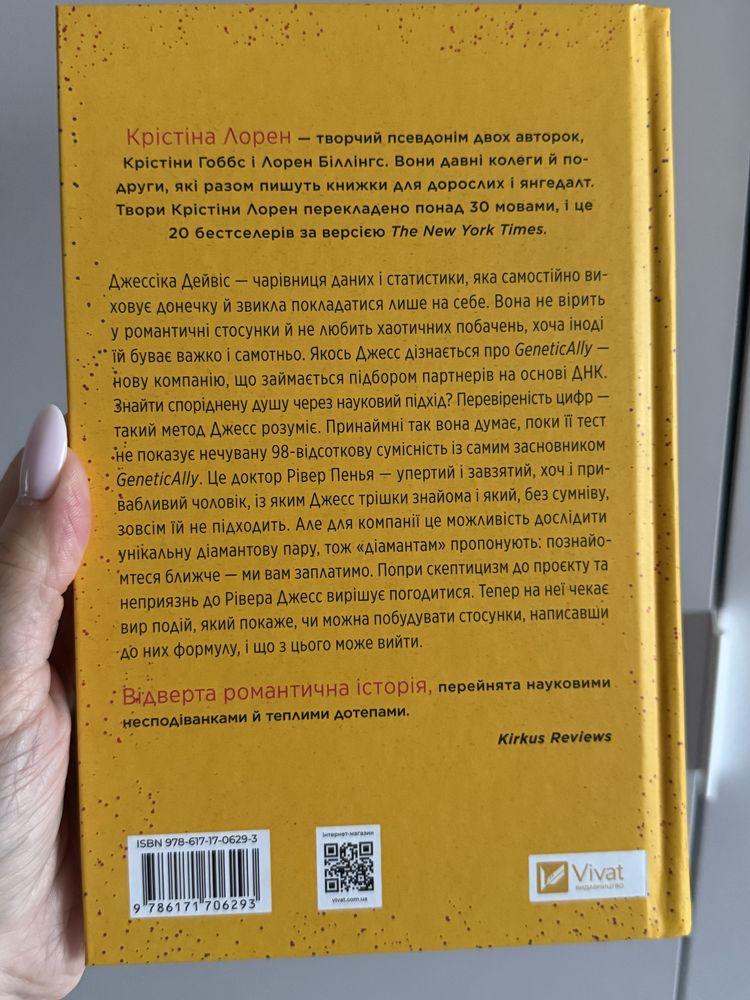 Крістіна Лорен — творчий псевдонім двох авторок,
Крістіни Гоббс і Лорен Біллінгс. Вони давні колеги й по-
други, які разом пишуть книжки для дорослих і янгедалт.
Твори Крістіни Лорен перекладено понад 30 мовами, і це
20 бестселерів за версією The New York Times.
Джессіка Дейвіс — чарівниця даних і статистики, яка самостійно ви-
ховує донечку й звикла покладатися лише на себе. Вона не вірить
у романтичні стосунки й не любить хаотичних побачень, хоча іноді
їй буває важко і самотньо. Якось Джесс дізнається про GeneticAlly —
нову компанію, що займається підбором партнерів на основі ДНК.
Знайти споріднену душу через науковий підхід? Перевіреність цифр —
такий метод Джесс розуміє. Принаймні так вона думає, поки її тест
не показує нечувану 98-відсоткову сумісність із самим засновником
GeneticAlly. Це доктор Рівер Пенья — упертий і завзятий, хоч і при-
вабливий чоловік, із яким Джесс трішки знайома і який, без сумніву,
зовсім їй не підходить. Але для компанії це можливість дослідити
унікальну діамантову пару, тож «діамантам» пропонують: познайо-
мтеся ближче — ми вам заплатимо. Попри скептицизм до проєкту та
неприязнь до Рівера Джесс вирішує погодитися. Тепер на неї чекає
вир подій, який покаже, чи можна побудувати стосунки, написавши
до них формулу, і що з цього може вийти.
Відверта романтична історія, перейнята науковими
несподіванками й теплими дотепами.
Kirkus Reviews
ISBN 978-617-17-0629-3
9 786171 706293
інтернет-магазин
vivat.com.ua
Vivat
ВИДАВНИЦТВО